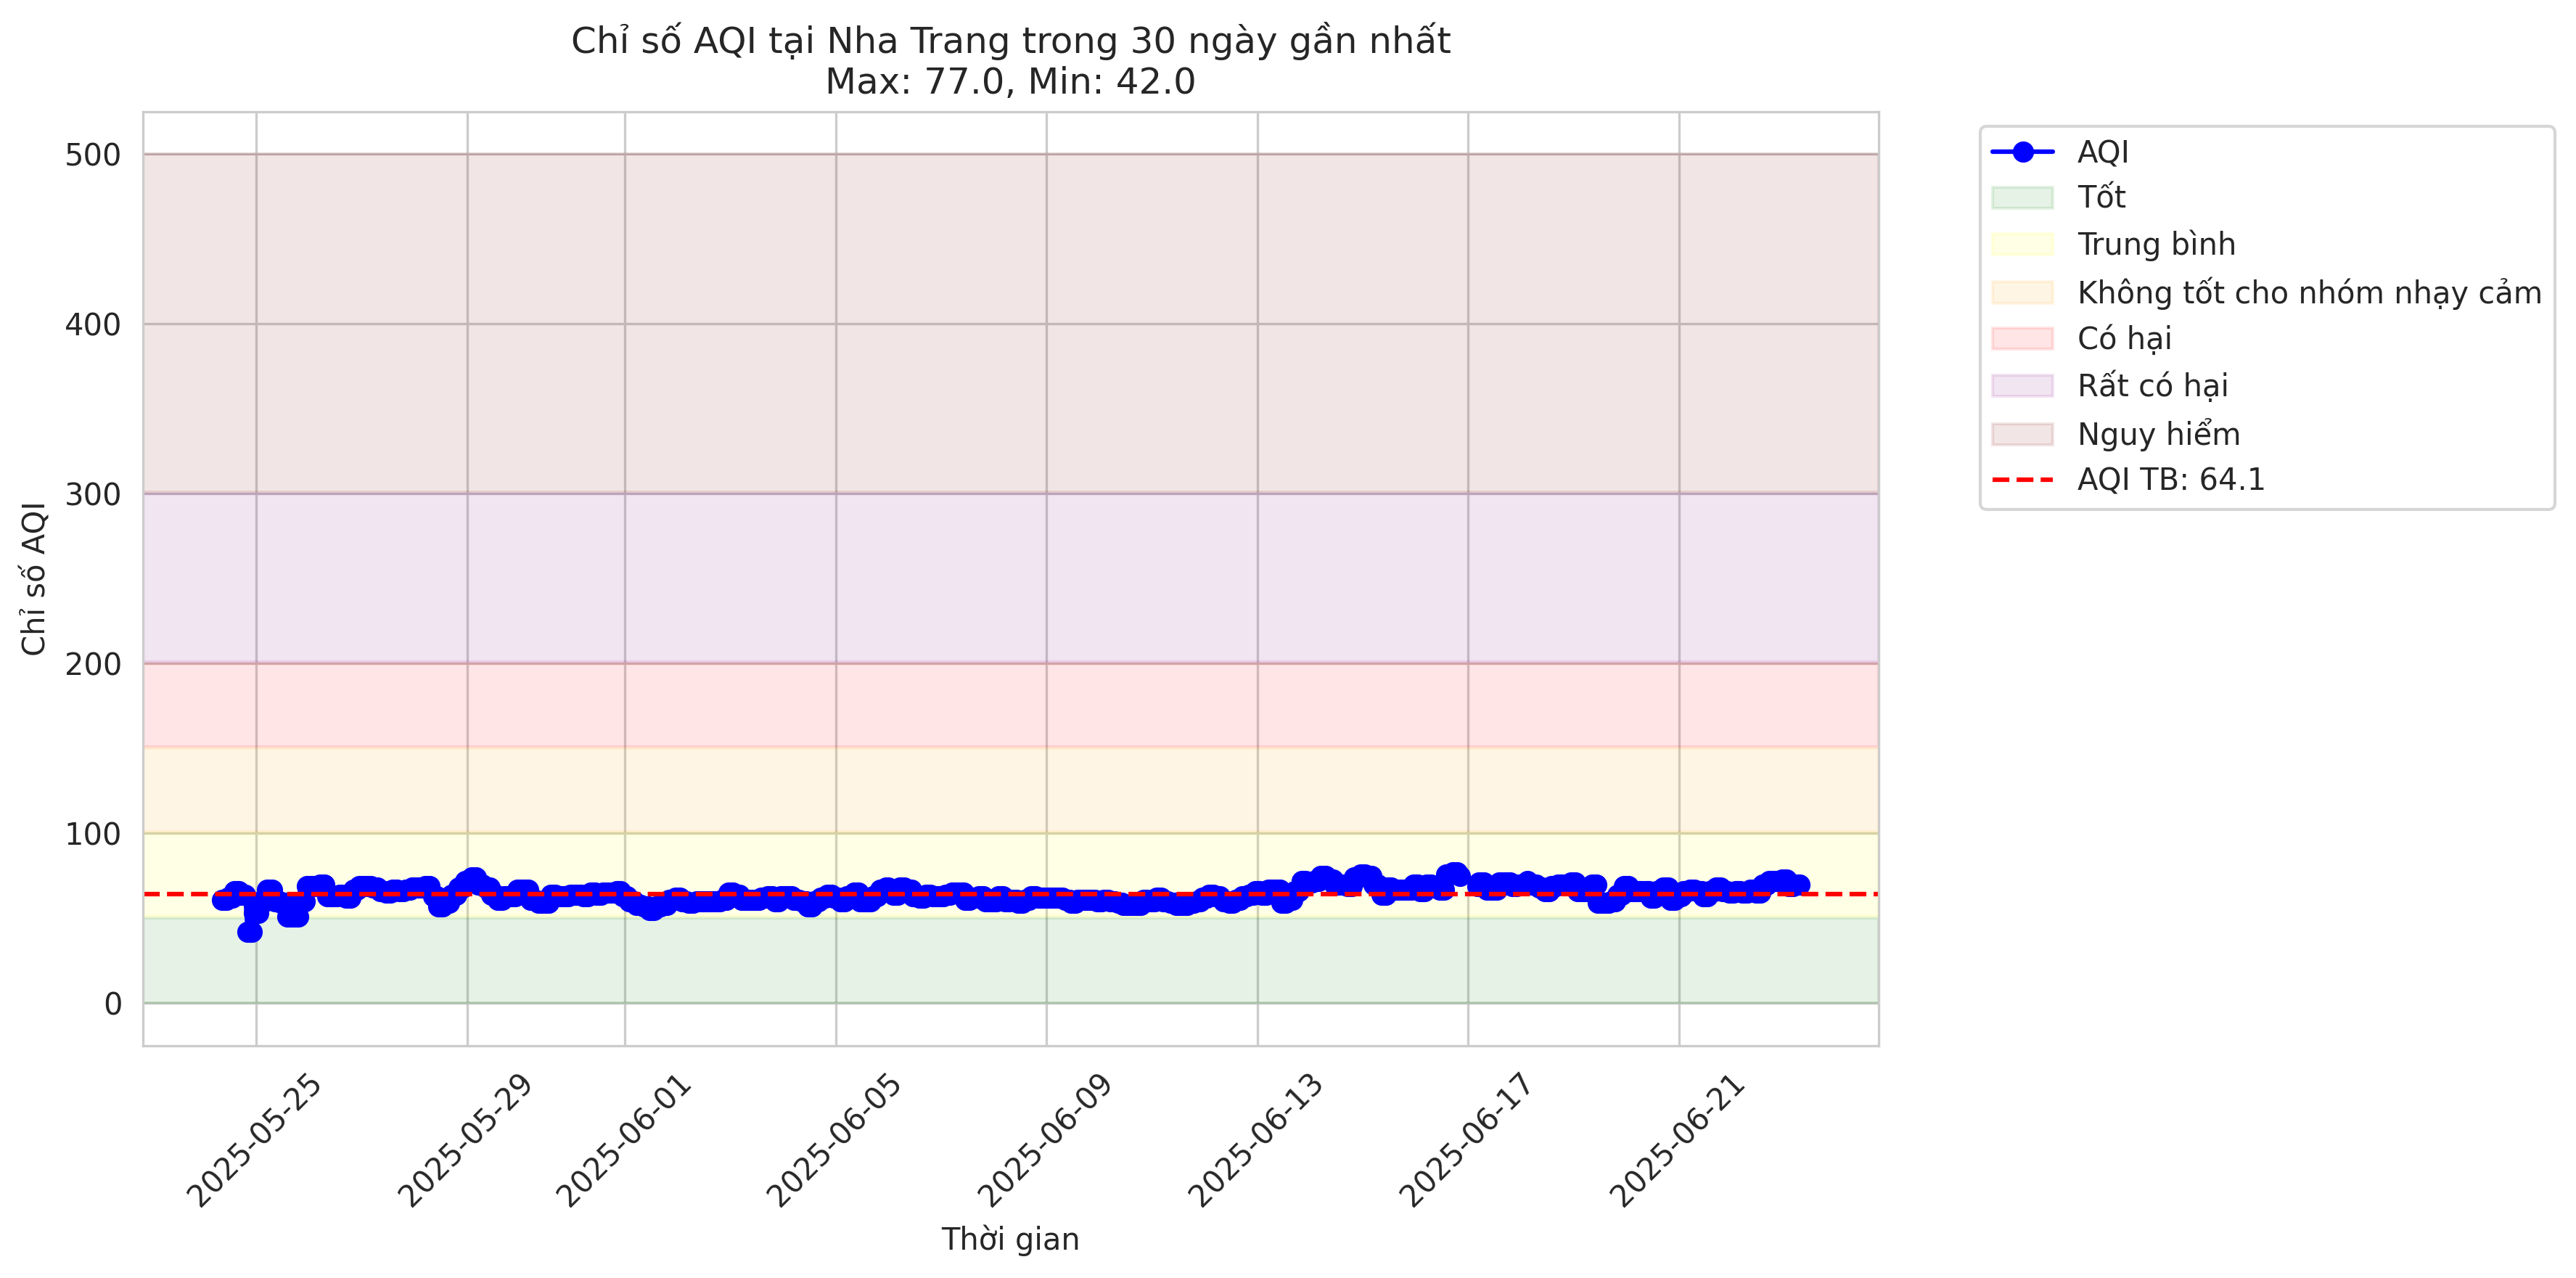 Chỉ số AQI tại Nha Trang trong 30 ngày gần nhất
Max: 77.0, Min: 42.0
Chỉ số AQI
500
400
300
200
100
0
2025-05-25
2025-05-29
2025-06-01
2025-06-05
2025-06-09
2025-06-13
2025-06-17
2025-06-21
Thời gian
AQI
Tốt
Trung bình
Không tốt cho nhóm nhạy cảm
Có hại
Rất có hại
Nguy hiểm
AQI TB: 64.1